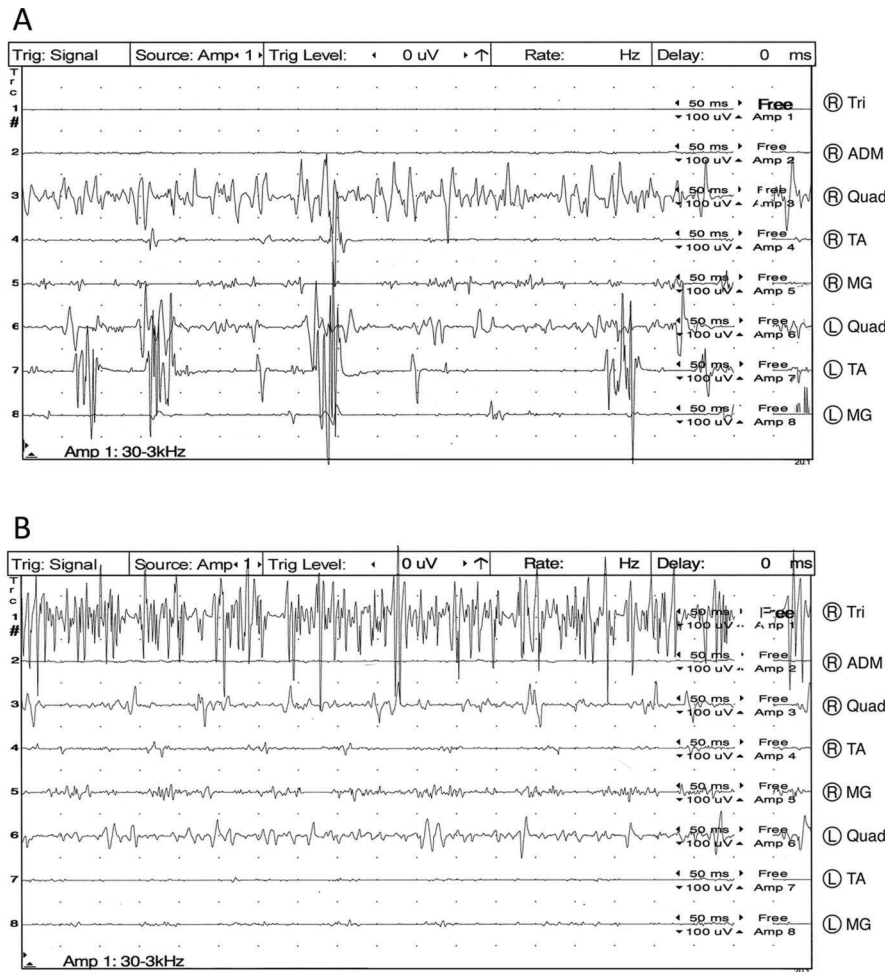 A
Trig: Signal Source: Amp◂ 1 ▸ Trig Level: ◂ 0 uV ▸ ↑ Rate: Hz Delay: 0 ms
Trc
1 ◂ 50 ms ▸ Free Ⓡ Tri
# ▾100 uV ▴ Amp 1
2 ◂ 50 ms ▸ Free Ⓡ ADM
▾100 uV ▴ Amp 2
3 ◂ 50 ms ▸ Free Ⓡ Quad
▾100 uV ▴ Amp 3
4 ◂ 50 ms ▸ Free Ⓡ TA
▾100 uV ▴ Amp 4
5 ◂ 50 ms ▸ Free Ⓡ MG
▾100 uV ▴ Amp 5
6 ◂ 50 ms ▸ Free Ⓛ Quad
▾100 uV ▴ Amp 6
7 ◂ 50 ms ▸ Free Ⓛ TA
▾100 uV ▴ Amp 7
8 ◂ 50 ms ▸ Free Ⓛ MG
▾100 uV ▴ Amp 8
Amp 1: 30-3kHz 20.1
B
Trig: Signal Source: Amp◂ 1 ▸ Trig Level: ◂ 0 uV ▸ ↑ Rate: Hz Delay: 0 ms
Trc
1 ◂ 50 ms ▸ Free Ⓡ Tri
# ▾100 uV Amp 1
2 ◂ 50 ms ▸ Free Ⓡ ADM
▾100 uV Amp 2
3 ◂ 50 ms ▸ Free Ⓡ Quad
▾100 uV ▴ Amp 3
4 ◂ 50 ms ▸ Free Ⓡ TA
▾100 uV ▴ Amp 4
5 ◂ 50 ms ▸ Free Ⓡ MG
▾100 uV ▴ Amp 5
6 ◂ 50 ms ▸ Free Ⓛ Quad
▾100 uV ▴ Amp 6
7 ◂ 50 ms ▸ Free Ⓛ TA
▾100 uV ▴ Amp 7
8 ◂ 50 ms ▸ Free Ⓛ MG
▾100 uV ▴ Amp 8
Amp 1: 30-3kHz